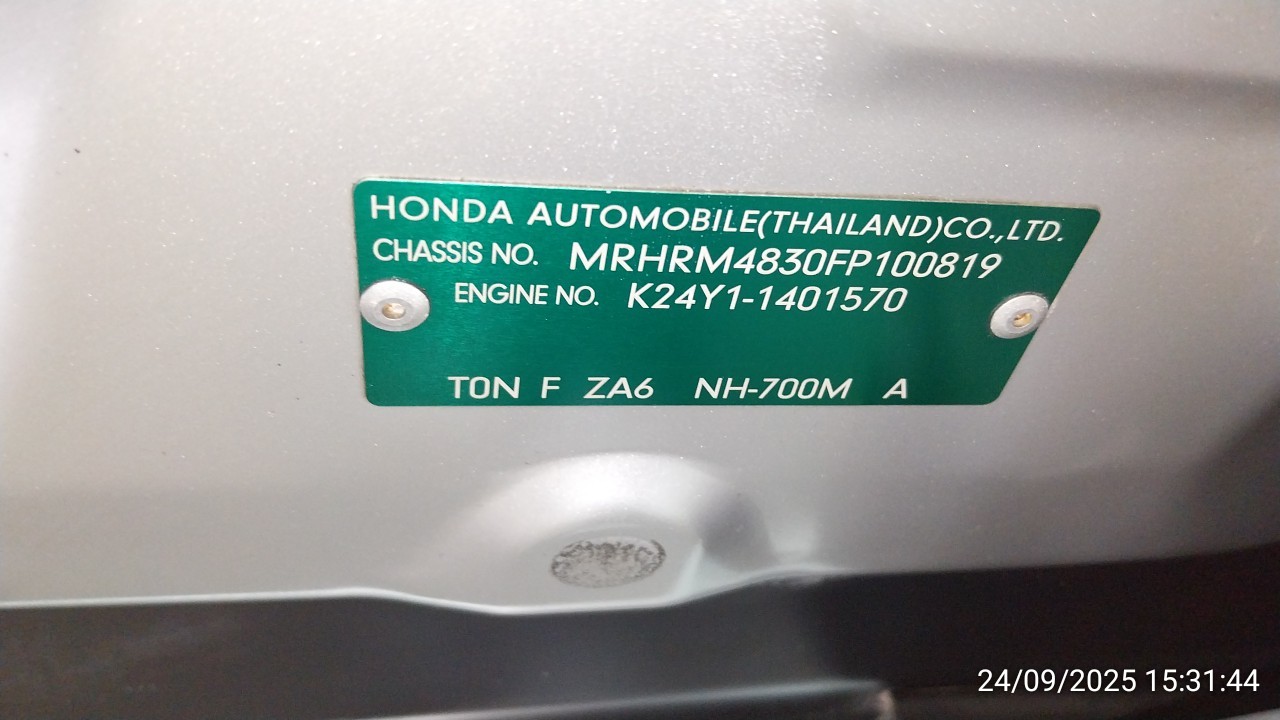 HONDA AUTOMOBILE(THAILAND)CO.,LTD.
CHASSIS NO. MRHRM4830FP100819
ENGINE NO. K24Y1-1401570
T0N F ZA6 NH-700M A
24/09/2025 15:31:44